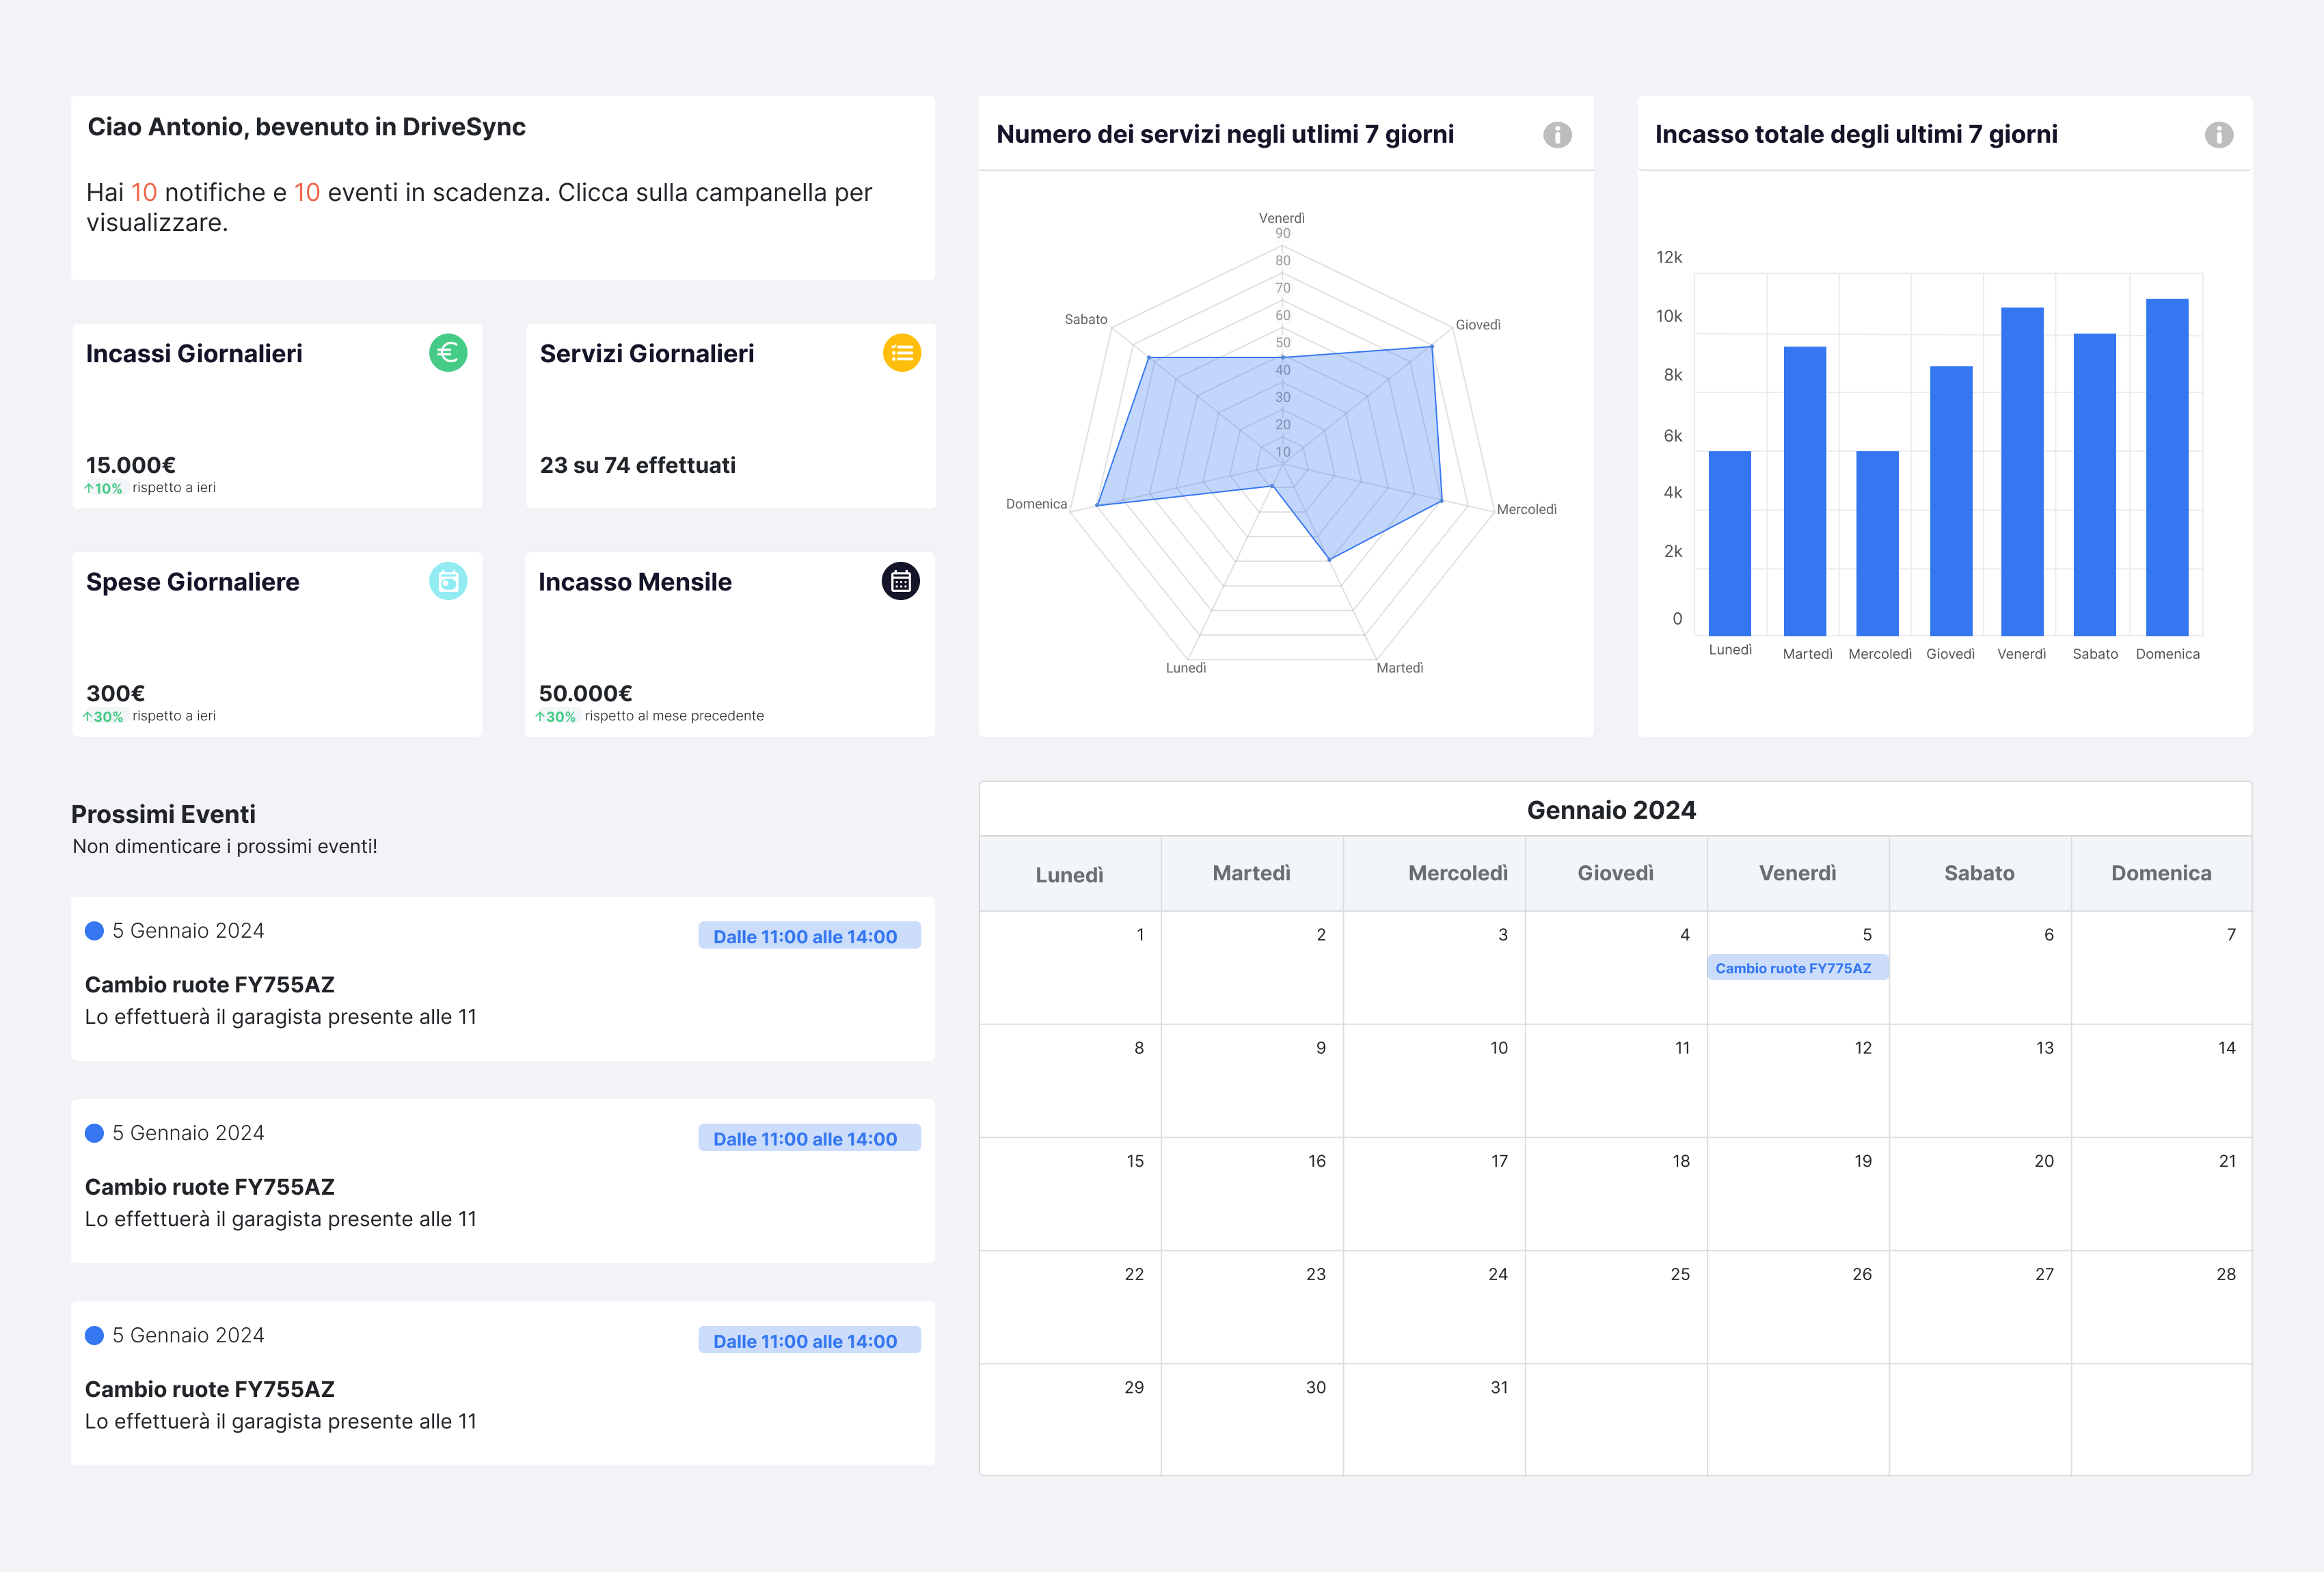 Ciao Antonio, bevenuto in DriveSync
Hai 10 notifiche e 10 eventi in scadenza. Clicca sulla campanella per
visualizzare.
Incassi Giornalieri
15.000€
↑10% rispetto a ieri
Servizi Giornalieri
23 su 74 effettuati
Spese Giornaliere
300€
↑30% rispetto a ieri
Incasso Mensile
50.000€
↑30% rispetto al mese precedente
Numero dei servizi negli utlimi 7 giorni
Venerdì
90
80
70
60
50
40
30
20
10
Sabato
Giovedì
Domenica
Mercoledì
Lunedì
Martedì
Incasso totale degli ultimi 7 giorni
12k
10k
8k
6k
4k
2k
0
Lunedì Martedì Mercoledì Giovedì Venerdì Sabato Domenica
Prossimi Eventi
Non dimenticare i prossimi eventi!
5 Gennaio 2024
Dalle 11:00 alle 14:00
Cambio ruote FY755AZ
Lo effettuerà il garagista presente alle 11
5 Gennaio 2024
Dalle 11:00 alle 14:00
Cambio ruote FY755AZ
Lo effettuerà il garagista presente alle 11
5 Gennaio 2024
Dalle 11:00 alle 14:00
Cambio ruote FY755AZ
Lo effettuerà il garagista presente alle 11
Gennaio 2024
Lunedì Martedì Mercoledì Giovedì Venerdì Sabato Domenica
1 2 3 4 5 6 7
Cambio ruote FY775AZ
8 9 10 11 12 13 14
15 16 17 18 19 20 21
22 23 24 25 26 27 28
29 30 31